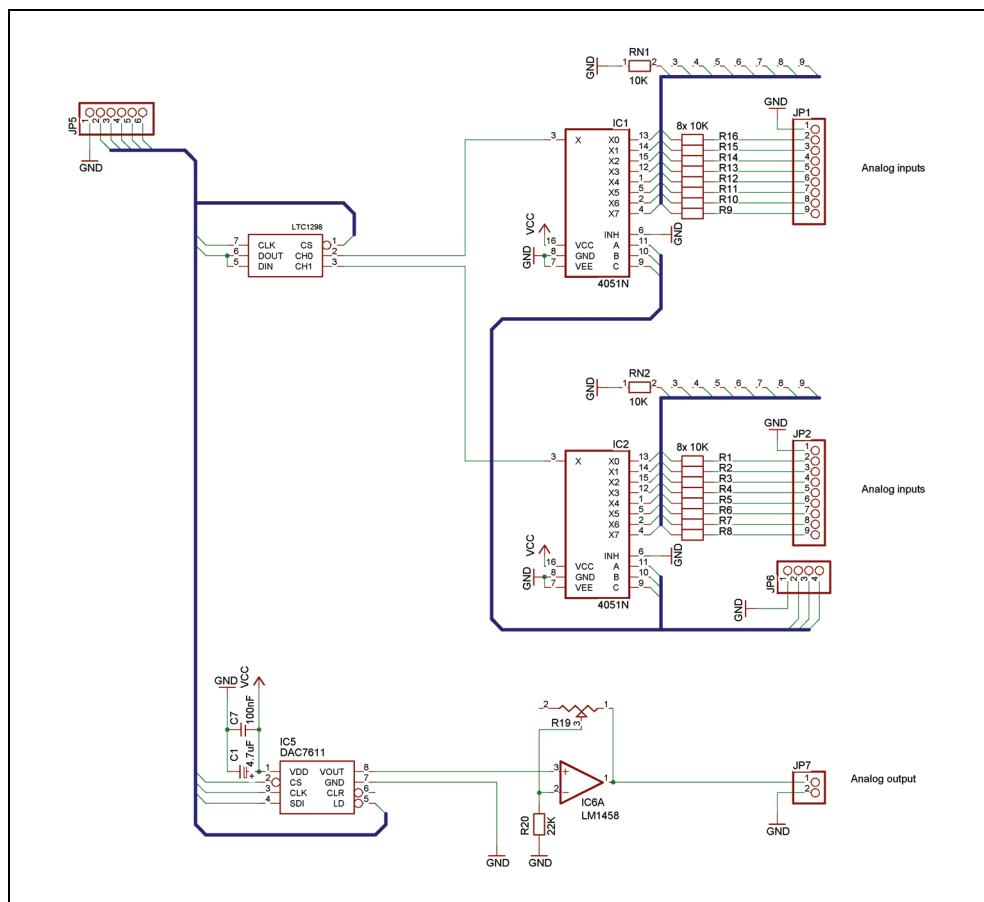 RN1
GND 1 2 .3 .4 .5 .6 .7 .8 .9
10K
JP5
1 2 3 4 5 6
GND
IC1
8x 10K
GND
JP1
3 X
X0 13 R16 1
X1 14 R15 2
X2 15 R14 3
X3 12 R13 4
X4 1 R12 5
X5 5 R11 6
X6 2 R10 7
X7 4 R9 8
9
Analog inputs
VCC
INH 6 GND
16 VCC A 11
GND 8 GND B 10
7 VEE C 9
4051N
LTC1298
7 CLK CS 1
6 DOUT CH0 2
5 DIN CH1 3
RN2
GND 1 2 .3 .4 .5 .6 .7 .8 .9
10K
IC2
8x 10K
GND
JP2
3 X
X0 13 R1 1
X1 14 R2 2
X2 15 R3 3
X3 12 R4 4
X4 1 R5 5
X5 5 R6 6
X6 2 R7 7
X7 4 R8 8
9
Analog inputs
VCC
INH 6 GND
16 VCC A 11
GND 8 GND B 10
7 VEE C 9
4051N
JP6
1 2 3 4
GND
GND
VCC
C7 100nF
C1 4.7uF
+
IC5
DAC7611
1 VDD VOUT 8
2 CS GND 7
3 CLK CLR 6
4 SDI LD 5
GND
2 1
R19 3
3 +
2 -
1
IC6A
LM1458
R20 22K
GND
JP7
1
2
GND
Analog output